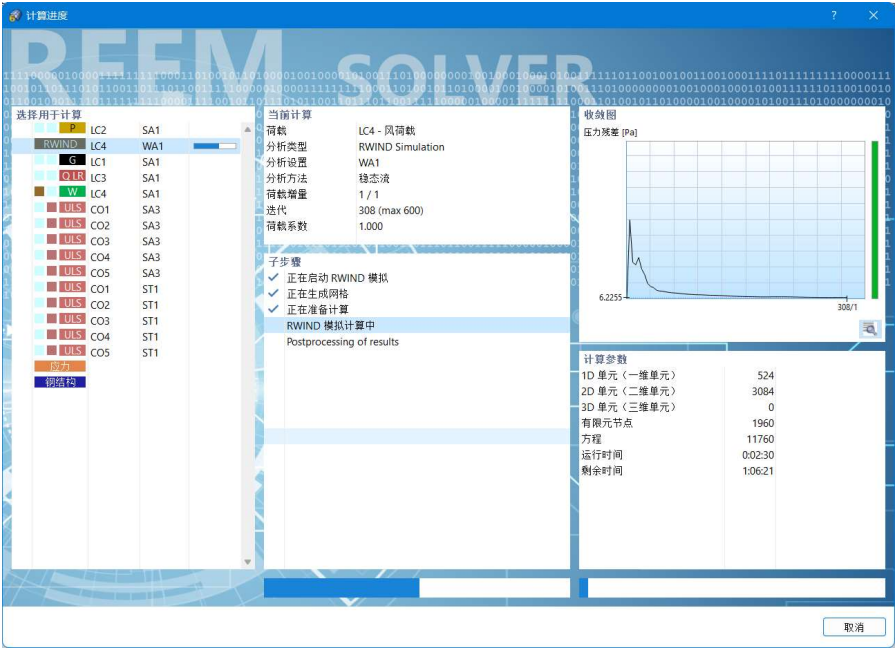 计算进度
RFEM SOLVER
选择用于计算
P LC2 SA1
RWIND LC4 WA1
G LC1 SA1
Q LR LC3 SA1
W LC4 SA1
ULS CO1 SA3
ULS CO2 SA3
ULS CO3 SA3
ULS CO4 SA3
ULS CO5 SA3
ULS CO1 ST1
ULS CO2 ST1
ULS CO3 ST1
ULS CO4 ST1
ULS CO5 ST1
应力
钢结构
当前计算
荷载 LC4 - 风荷载
分析类型 RWIND Simulation
分析设置 WA1
分析方法 稳态流
荷载增量 1 / 1
迭代 308 (max 600)
荷载系数 1.000
子步骤
正在启动 RWIND 模拟
正在生成网格
正在准备计算
RWIND 模拟计算中
Postprocessing of results
收敛图
压力残差 [Pa]
6.2255
308/1
计算参数
1D 单元（一维单元） 524
2D 单元（二维单元） 3084
3D 单元（三维单元） 0
有限元节点 1960
方程 11760
运行时间 0:02:30
剩余时间 1:06:21
取消